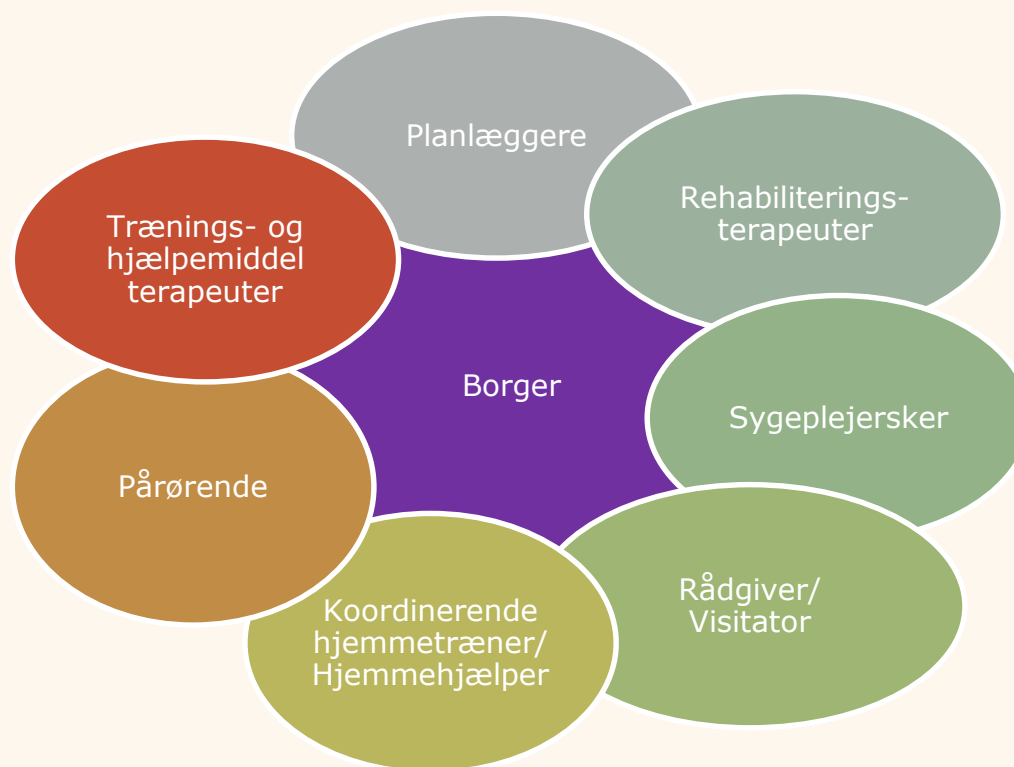 Planlæggere
Rehabiliterings-
terapeuter
Trænings- og
hjælpemiddel
terapeuter
Borger
Sygeplejersker
Pårørende
Rådgiver/
Visitator
Koordinerende
hjemmetræner/
Hjemmehjælper